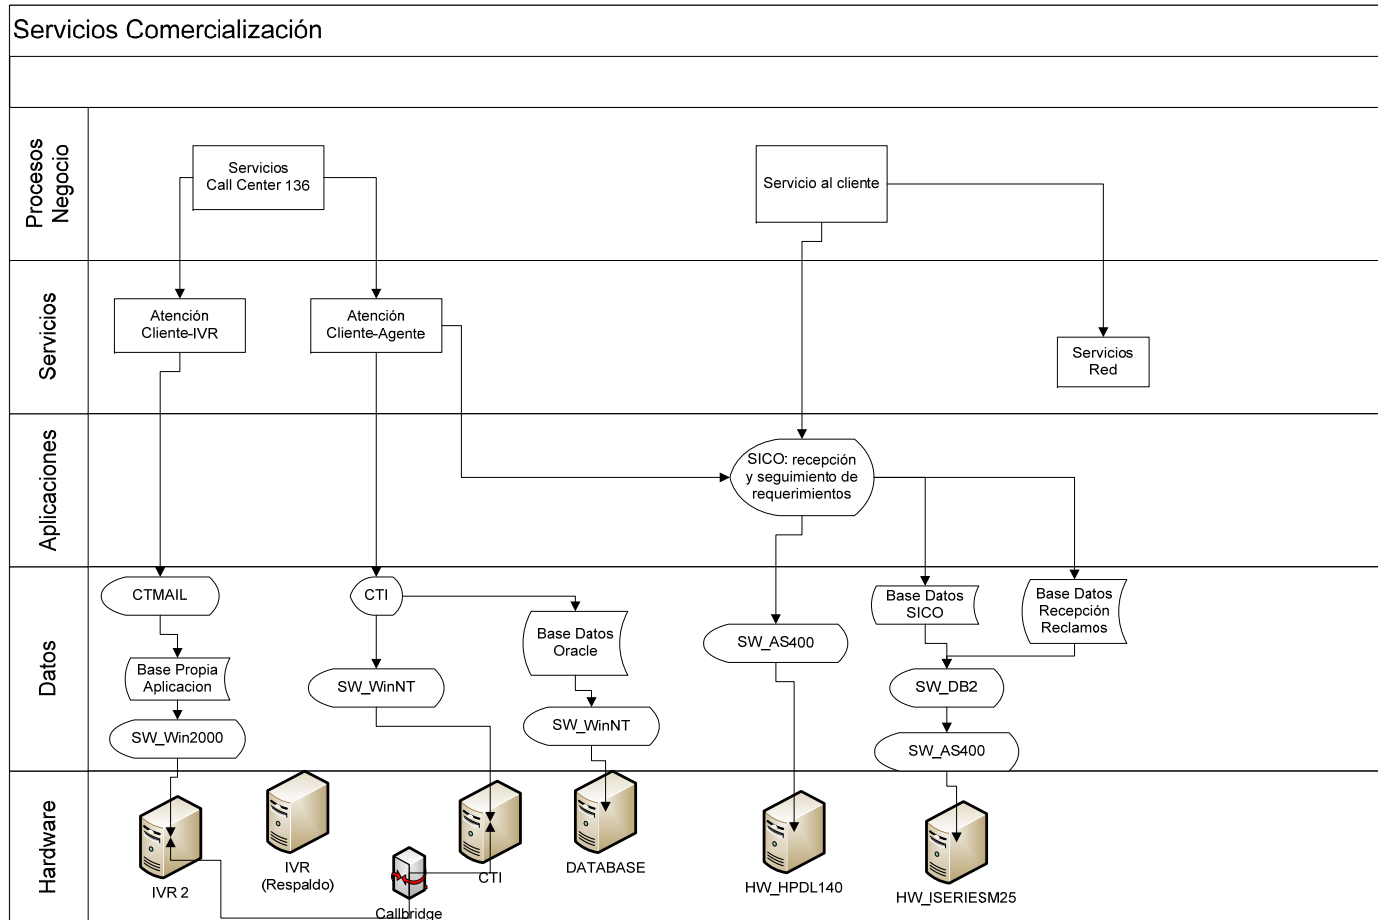 Servicios Comercialización
Procesos
Negocio
Servicios
Call Center 136
Servicio al cliente
Servicios
Atención
Cliente-IVR
Atención
Cliente-Agente
Servicios
Red
Aplicaciones
SICO: recepción
y seguimiento de
requerimientos
Datos
CTMAIL
CTI
Base Datos
Oracle
Base Datos
SICO
Base Datos
Recepción
Reclamos
SW_AS400
Base Propia
Aplicacion
SW_WinNT
SW_DB2
SW_Win2000
SW_WinNT
SW_AS400
Hardware
IVR 2
IVR
(Respaldo)
Callbridge
CTI
DATABASE
HW_HPDL140
HW_ISERIESM25